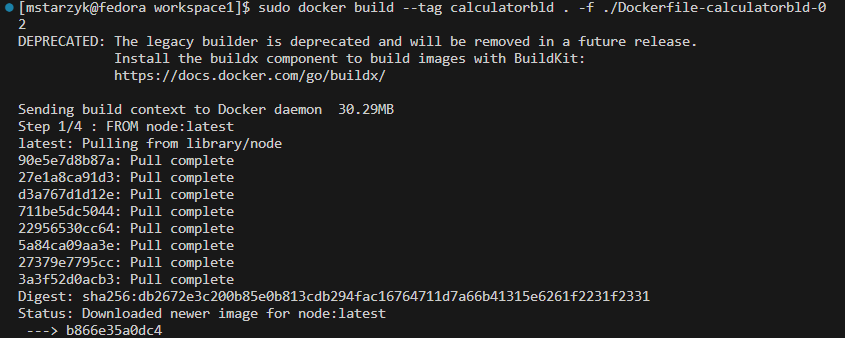 [mstarzyk@fedora workspace1]$ sudo docker build --tag calculatorbld . -f ./Dockerfile-calculatorbld-0
2
DEPRECATED: The legacy builder is deprecated and will be removed in a future release.
Install the buildx component to build images with BuildKit:
https://docs.docker.com/go/buildx/
Sending build context to Docker daemon  30.29MB
Step 1/4 : FROM node:latest
latest: Pulling from library/node
90e5e7d8b87a: Pull complete
27e1a8ca91d3: Pull complete
d3a767d1d12e: Pull complete
711be5dc5044: Pull complete
22956530cc64: Pull complete
5a84ca09aa3e: Pull complete
27379e7795cc: Pull complete
3a3f52d0acb3: Pull complete
Digest: sha256:db2672e3c200b85e0b813cdb294fac16764711d7a66b41315e6261f2231f2331
Status: Downloaded newer image for node:latest
---> b866e35a0dc4